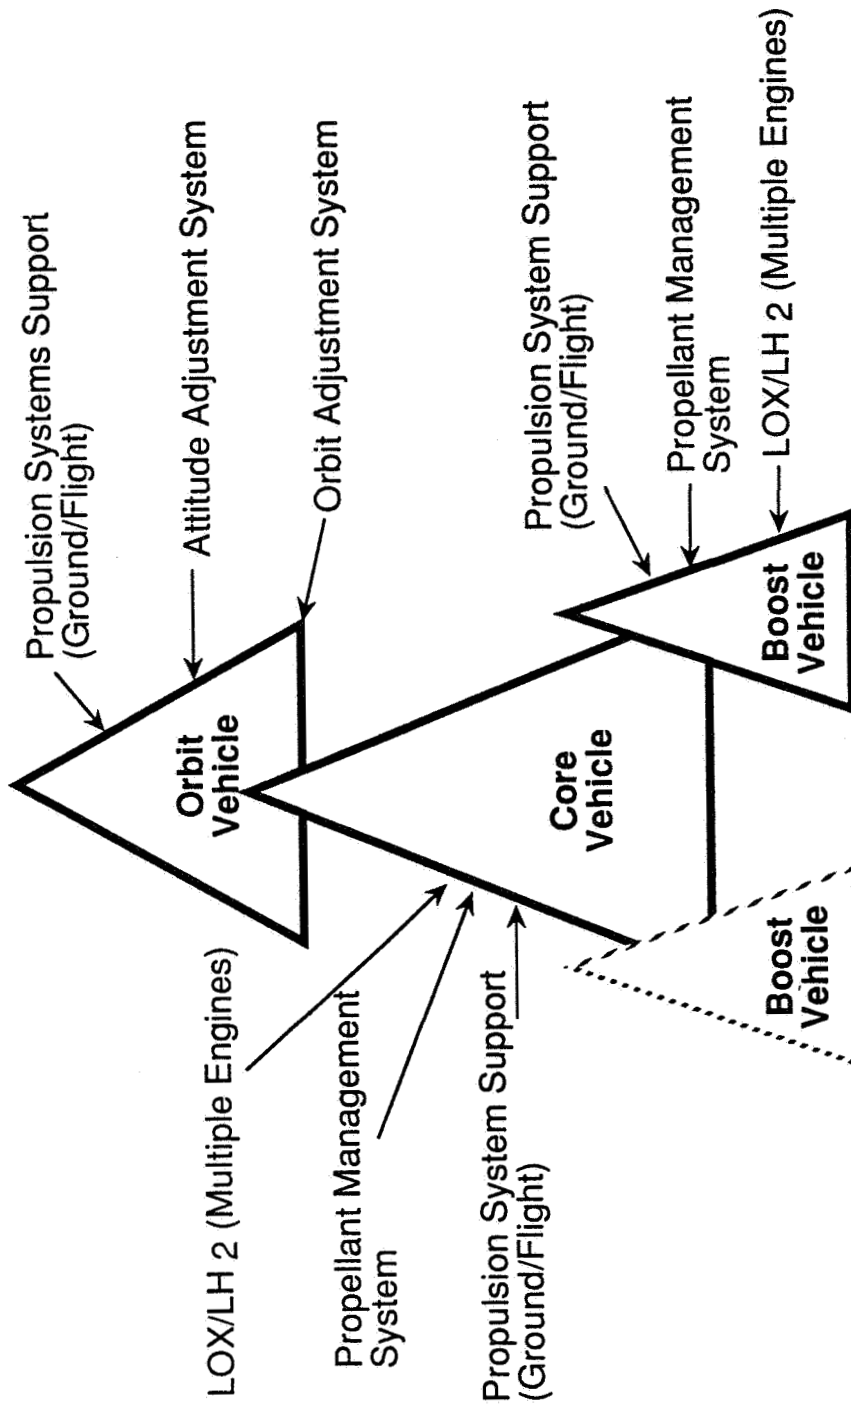 Propulsion Systems Support
(Ground/Flight)
Attitude Adjustment System
Orbit Adjustment System
Orbit
Vehicle
LOX/LH 2 (Multiple Engines)
Propellant Management
System
Propulsion System Support
(Ground/Flight)
Core
Vehicle
Propulsion System Support
(Ground/Flight)
Propellant Management
System
LOX/LH 2 (Multiple Engines)
Boost
Vehicle
Boost
Vehicle